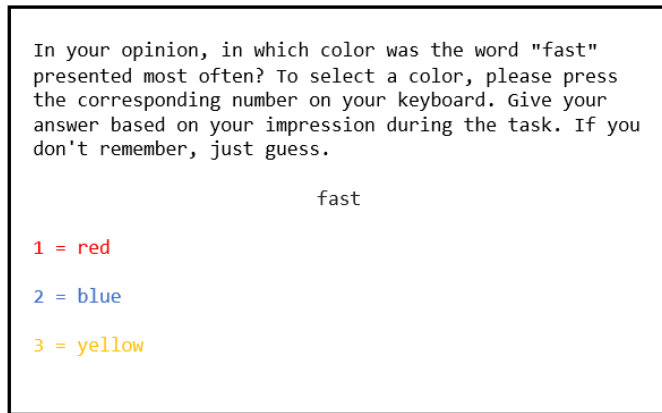 In your opinion, in which color was the word "fast"
presented most often? To select a color, please press
the corresponding number on your keyboard. Give your
answer based on your impression during the task. If you
don't remember, just guess.
fast
1 = red
2 = blue
3 = yellow